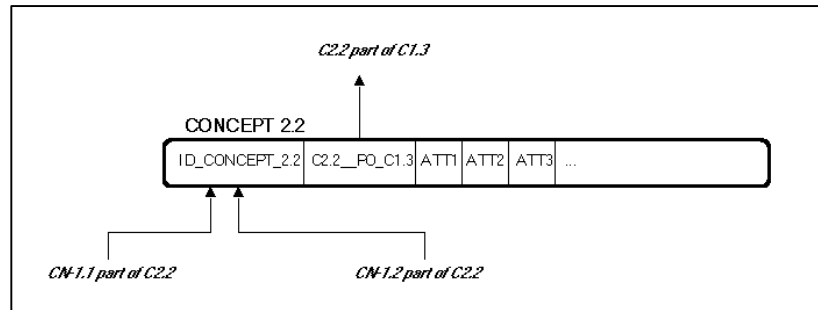 C2.2 part of C1.3
CONCEPT 2.2
ID_CONCEPT_2.2 C2.2__PO_C1.3 ATT1 ATT2 ATT3 ...
CN-1.1 part of C2.2 CN-1.2 part of C2.2